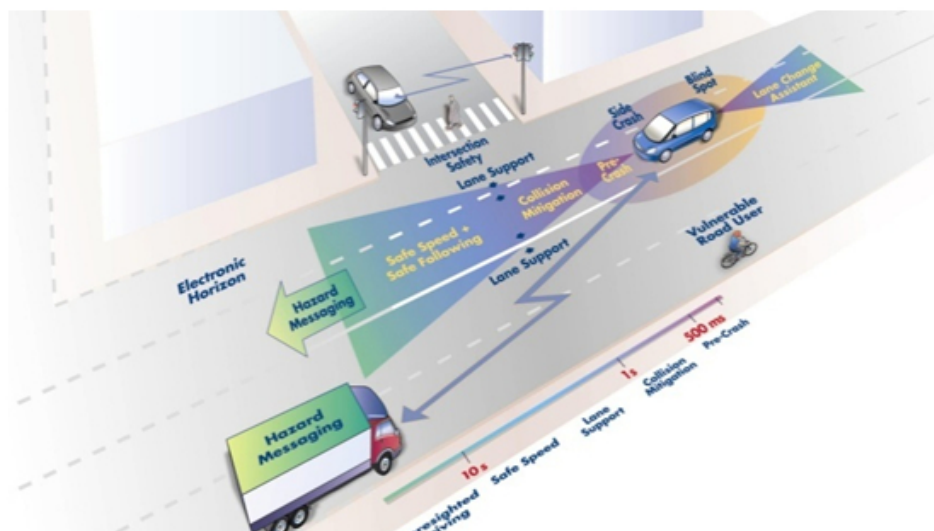 Blind
Spot
Lane Change
Assistant
Side
Crash
Intersection
Safety
Lane Support
Pre-
Crash
Collision
Mitigation
Safe Speed +
Safe Following
Lane Support
Vulnerable
Road User
Electronic
Horizon
Hazard
Messaging
Hazard
Messaging
500 ms
Pre-Crash
1s
Collision
Mitigation
Lane
Support
10 s
Safe Speed